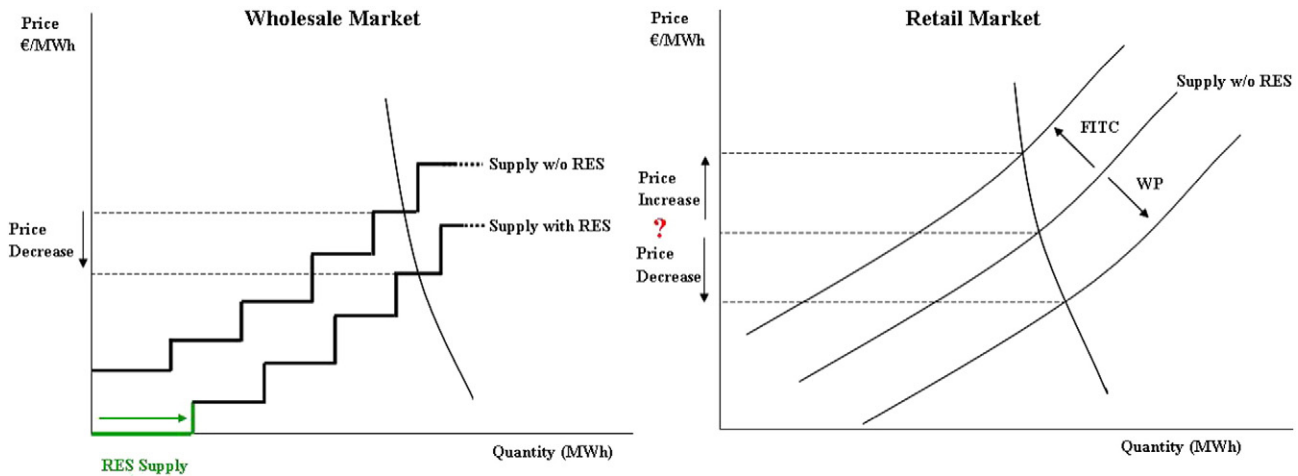 Wholesale Market
Price
€/MWh
Supply w/o RES
Supply with RES
Price
Decrease
Quantity (MWh)
RES Supply
Retail Market
Price
€/MWh
Supply w/o RES
FITC
WP
Price
Increase
?
Price
Decrease
Quantity (MWh)